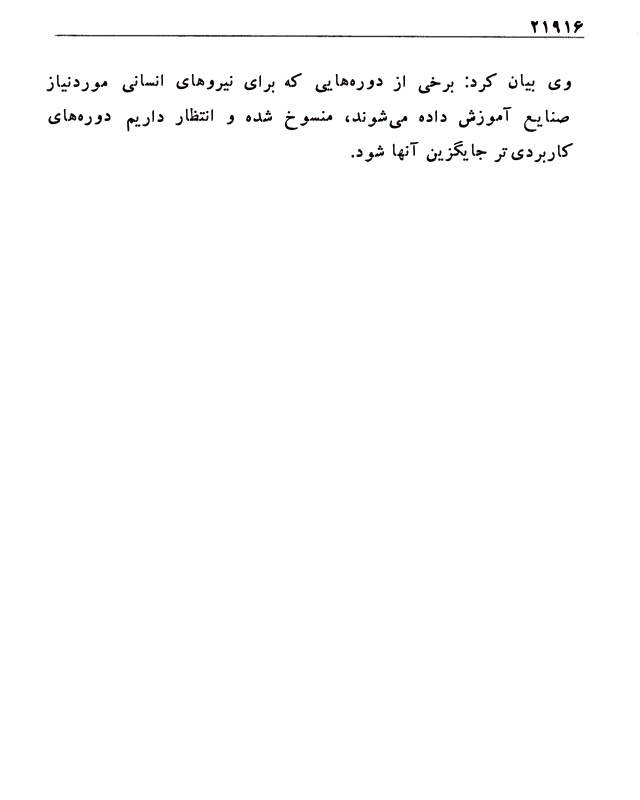 ۲۱۹۱۶
وی بیان کرد: برخی از دوره‌هایی که برای نیروهای انسانی موردنیاز
صنایع آموزش داده می‌شوند، منسوخ شده و انتظار داریم دوره‌های
کاربردی‌تر جایگزین آنها شود.